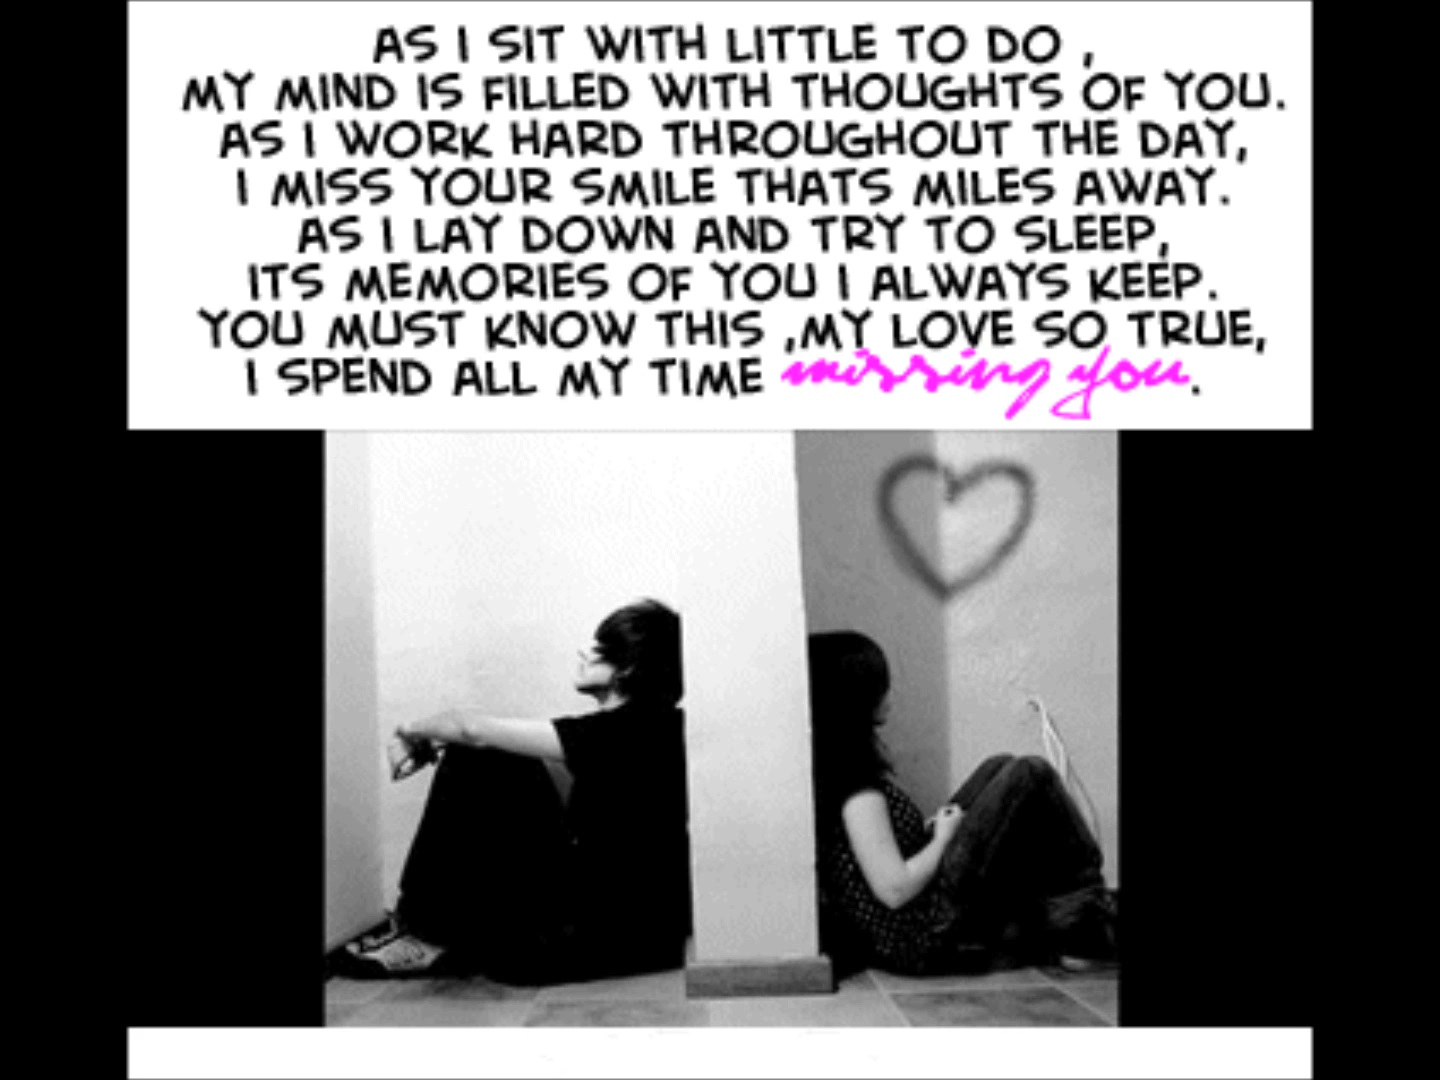 AS I SIT WITH LITTLE TO DO ,
MY MIND IS FILLED WITH THOUGHTS OF YOU.
AS I WORK HARD THROUGHOUT THE DAY,
I MISS YOUR SMILE THATS MILES AWAY.
AS I LAY DOWN AND TRY TO SLEEP,
ITS MEMORIES OF YOU I ALWAYS KEEP.
YOU MUST KNOW THIS ,MY LOVE SO TRUE,
I SPEND ALL MY TIME missing you.